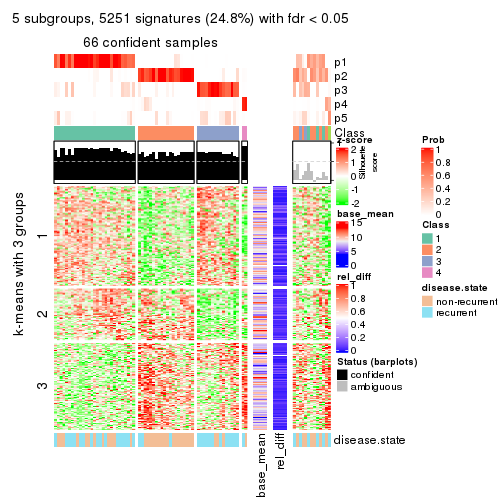 5 subgroups, 5251 signatures (24.8%) with fdr < 0.05
66 confident samples
p1
p2
p3
p4
p5
Class
z-score
2
1
0
-1
-2
Silhouette
score
base_mean
15
10
5
0
rel_diff
1
0.8
0.6
0.4
0.2
0
Status (barplots)
confident
ambiguous
Prob
1
0.8
0.6
0.4
0.2
0
Class
1
2
3
4
disease.state
non-recurrent
recurrent
k-means with 3 groups
1
2
3
disease.state
base_mean
rel_diff